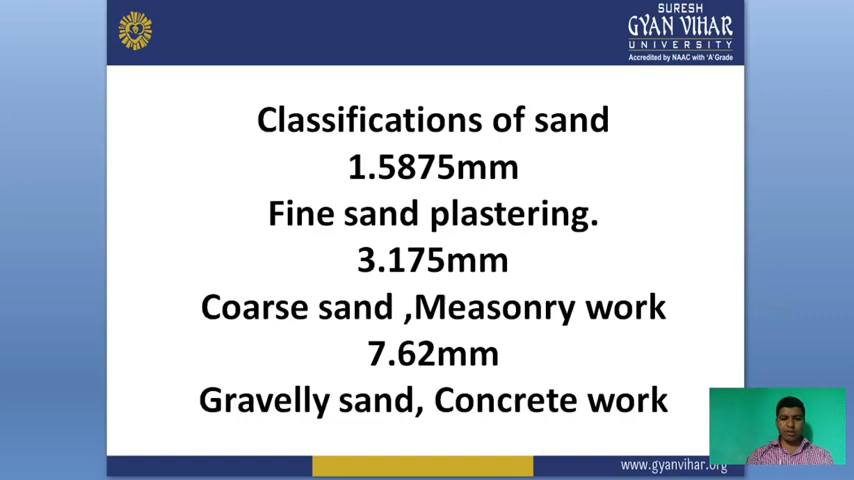 SURESH
GYAN VIHAR
UNIVERSITY
Accredited by NAAC with 'A' Grade
Classifications of sand
1.5875mm
Fine sand plastering.
3.175mm
Coarse sand ,Measonry work
7.62mm
Gravelly sand, Concrete work
www.gyanvihar.org